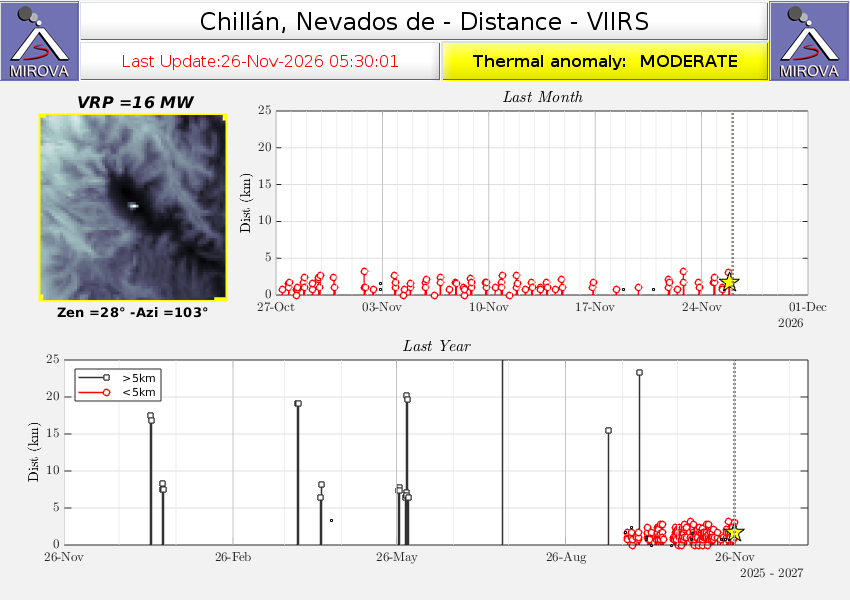 Chillán, Nevados de - Distance - VIIRS
MIROVA
Last Update:26-Nov-2026 05:30:01
Thermal anomaly: MODERATE
MIROVA
VRP =16 MW
Zen =28° -Azi =103°
Last Month
Dist (km)
25
20
15
10
5
0
27-Oct
03-Nov
10-Nov
17-Nov
24-Nov
01-Dec
2026
Last Year
Dist (km)
25
20
15
10
5
0
>5km
<5km
26-Nov
26-Feb
26-May
26-Aug
26-Nov
2025 - 2027